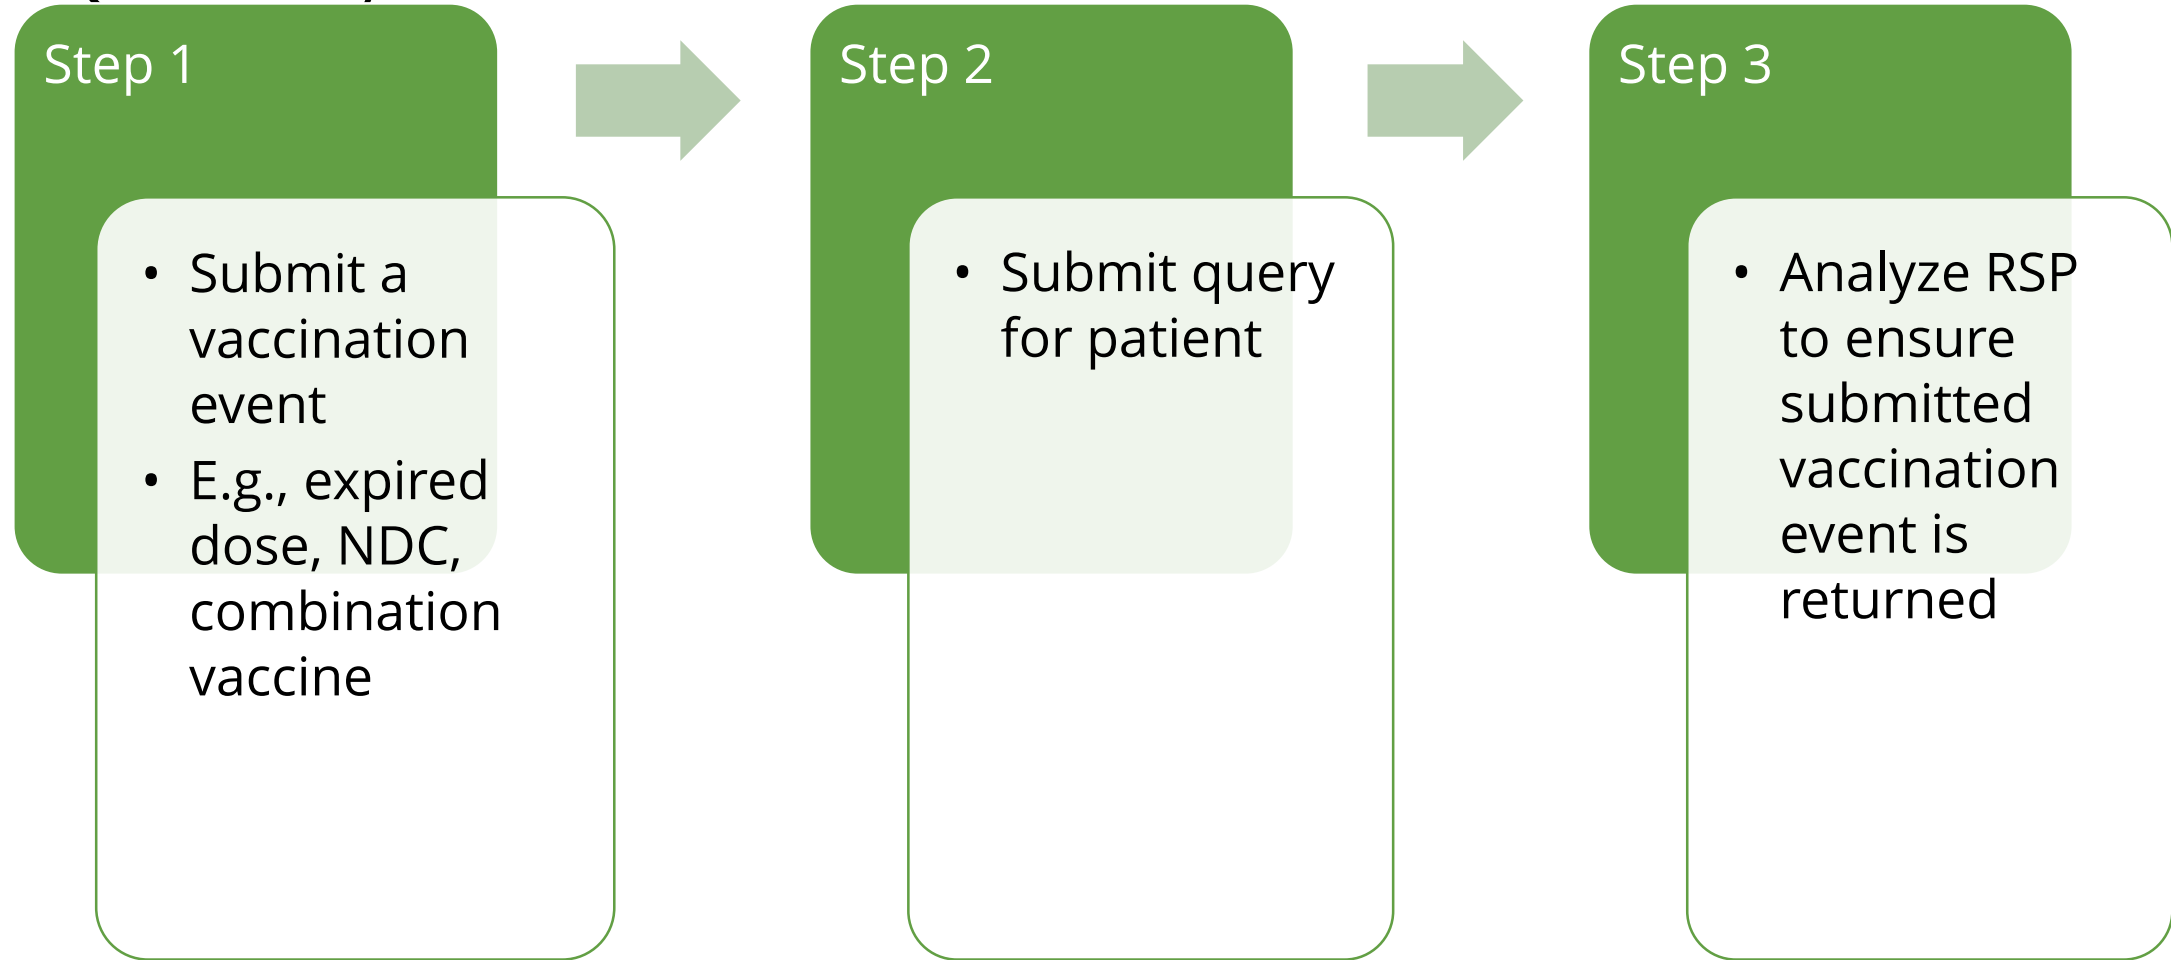 Step 1
• Submit a
vaccination
event
• E.g., expired
dose, NDC,
combination
vaccine
Step 2
• Submit query
for patient
Step 3
• Analyze RSP
to ensure
submitted
vaccination
event is
returned